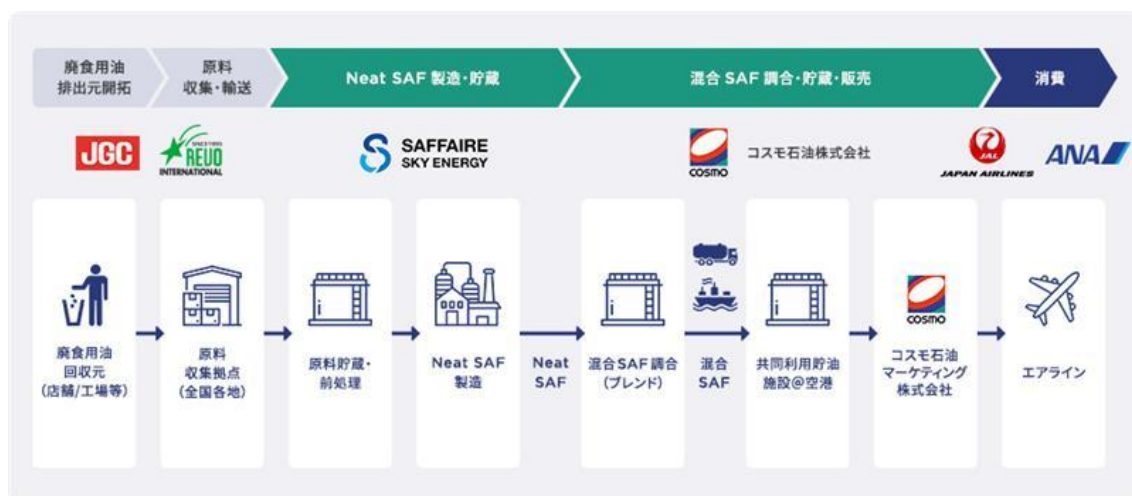 廃食用油
排出元開拓
原料
収集・輸送
Neat SAF 製造・貯蔵
混合 SAF 調合・貯蔵・販売
消費
JGC
SINCE1995
REVO
INTERNATIONAL
SAFFAIRE
SKY ENERGY
COSMO
コスモ石油株式会社
JAL
JAPAN AIRLINES
ANA
廃食用油
回収元
(店舗/工場等)
原料
収集拠点
(全国各地)
原料貯蔵・
前処理
Neat SAF
製造
Neat
SAF
混合SAF調合
(ブレンド)
混合
SAF
共同利用貯油
施設@空港
COSMO
コスモ石油
マーケティング
株式会社
エアライン